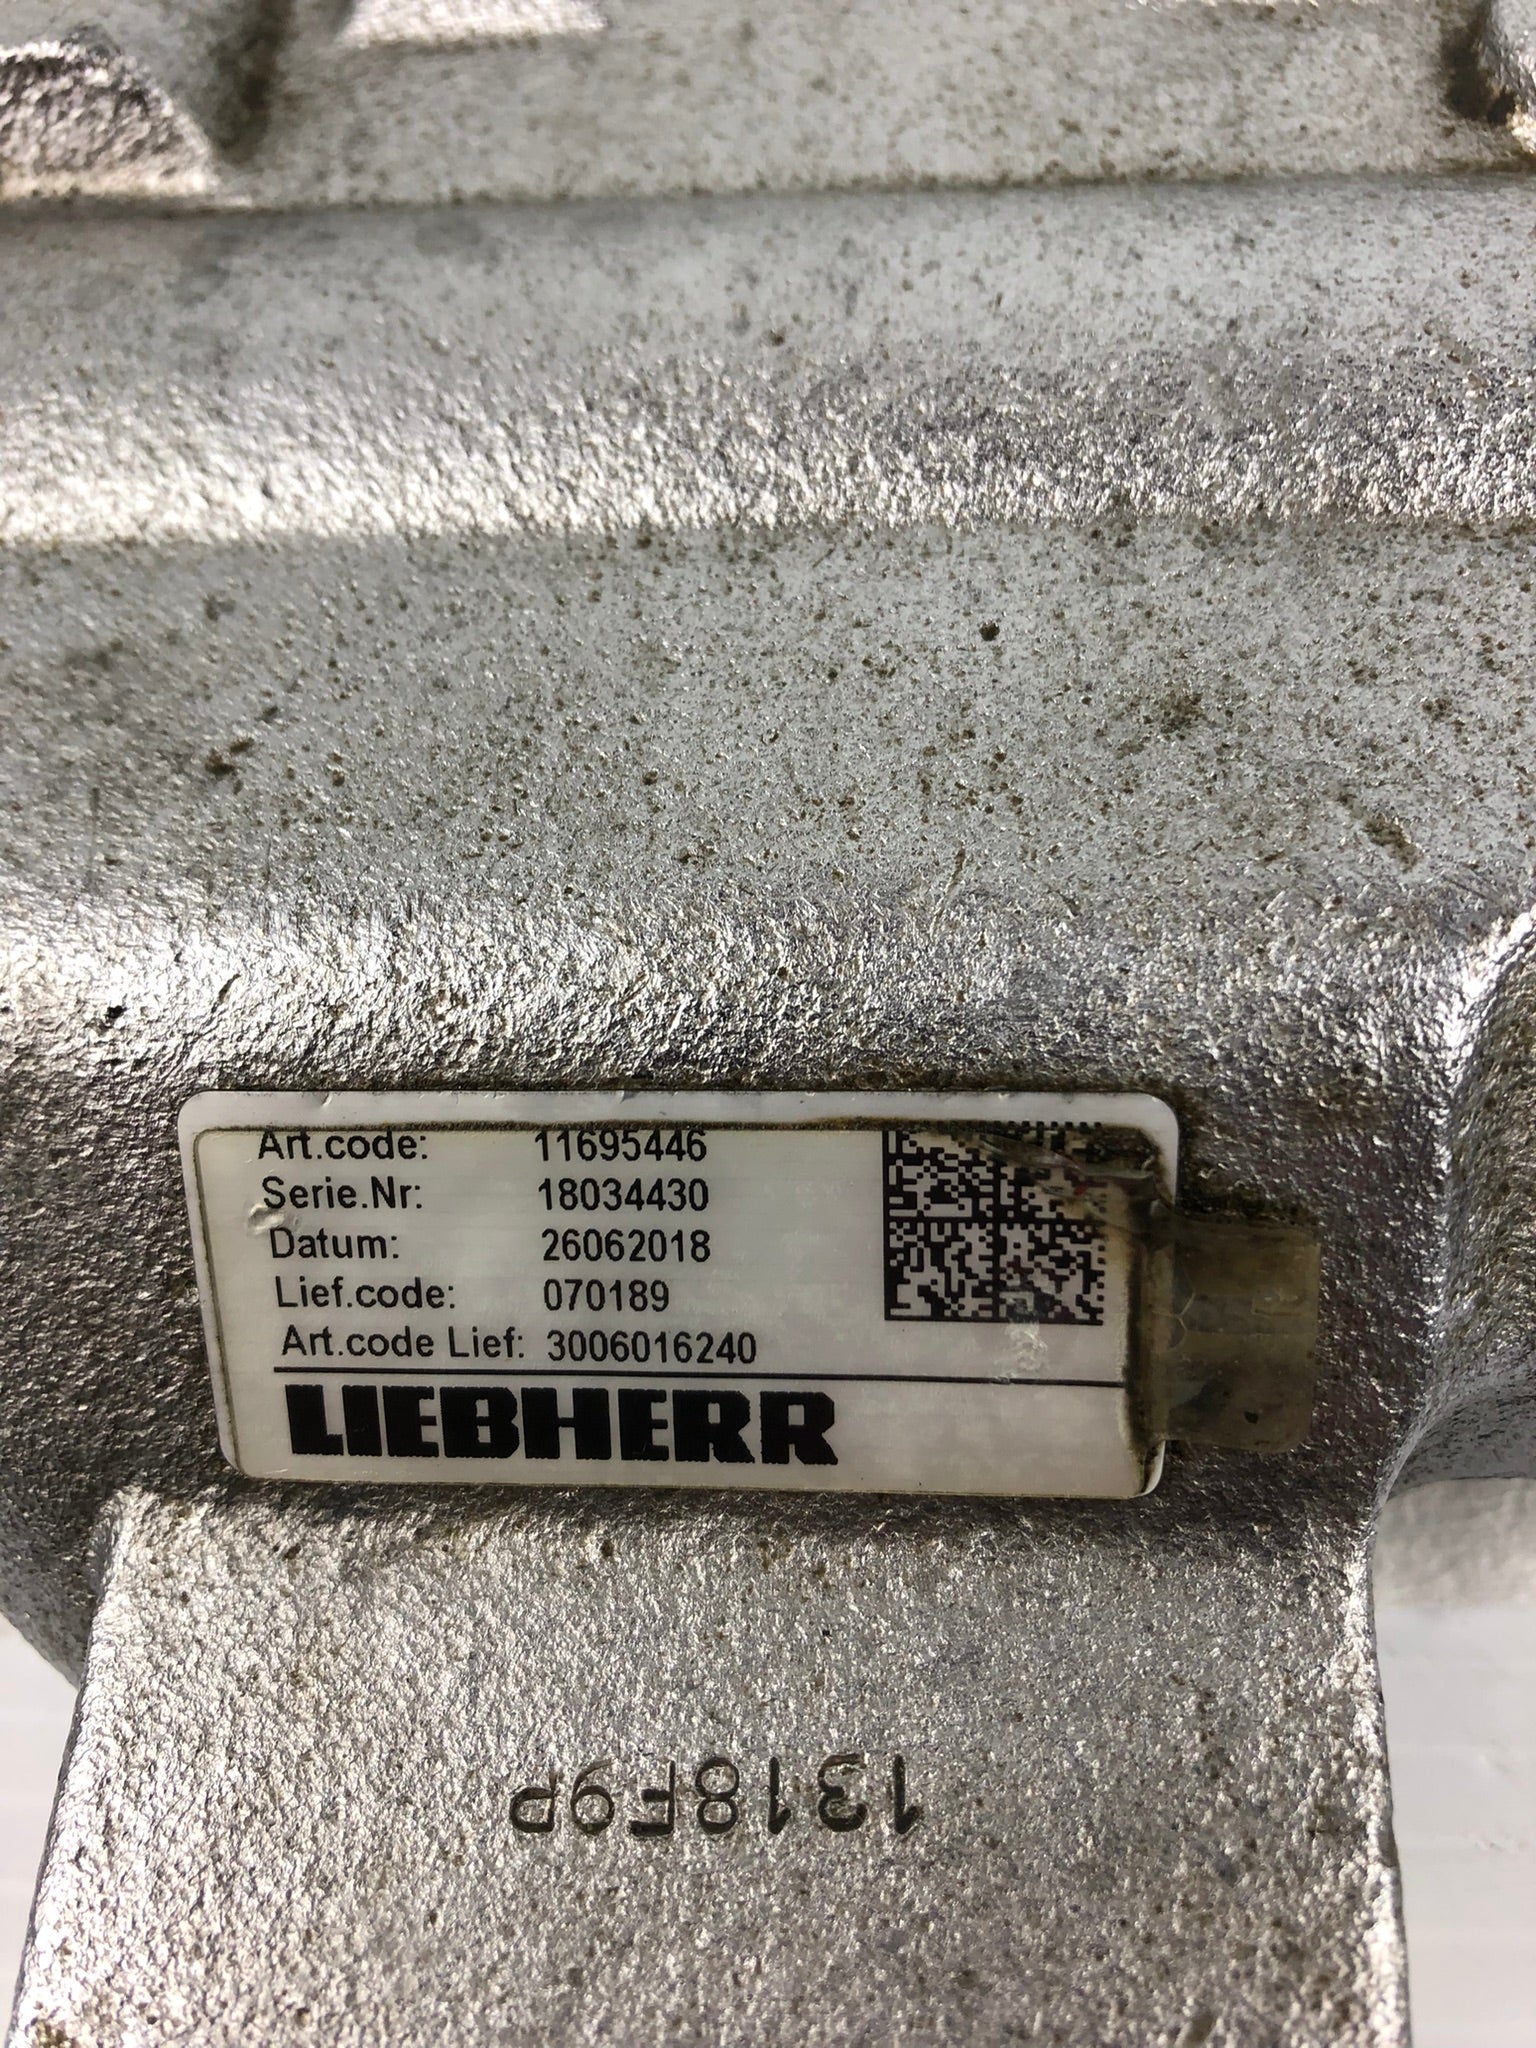 Art.code: 11695446
Serie.Nr: 18034430
Datum: 26062018
Lief.code: 070189
Art.code Lief: 3006016240
LIEBHERR
1318F9P